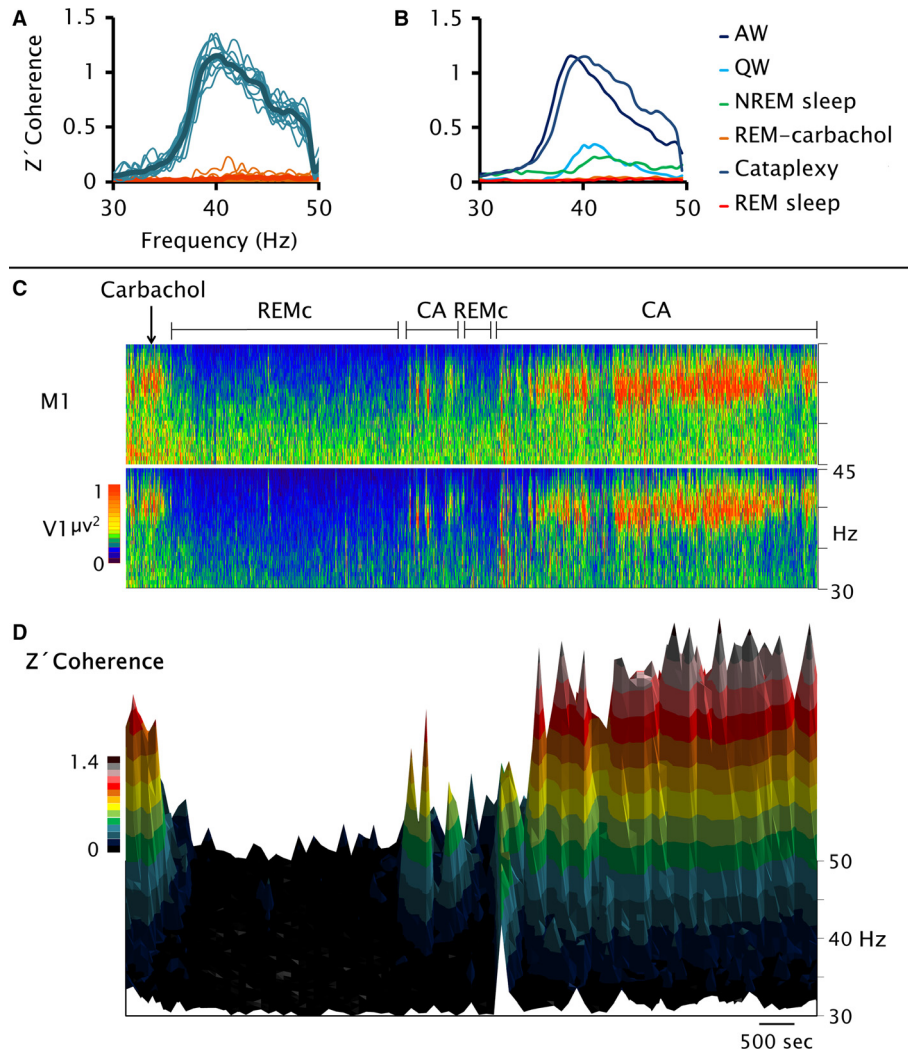 A
B
1.5
1
0.5
0
30
40
50
Z´ Coherence
Frequency (Hz)
1.5
1
0.5
0
30
40
50
AW
QW
NREM sleep
REM-carbachol
Cataplexy
REM sleep
C
Carbachol
REMc
CA
REMc
CA
M1
V1
1
μv2
0
45
Hz
30
D
Z´ Coherence
1.4
0
50
40 Hz
30
500 sec